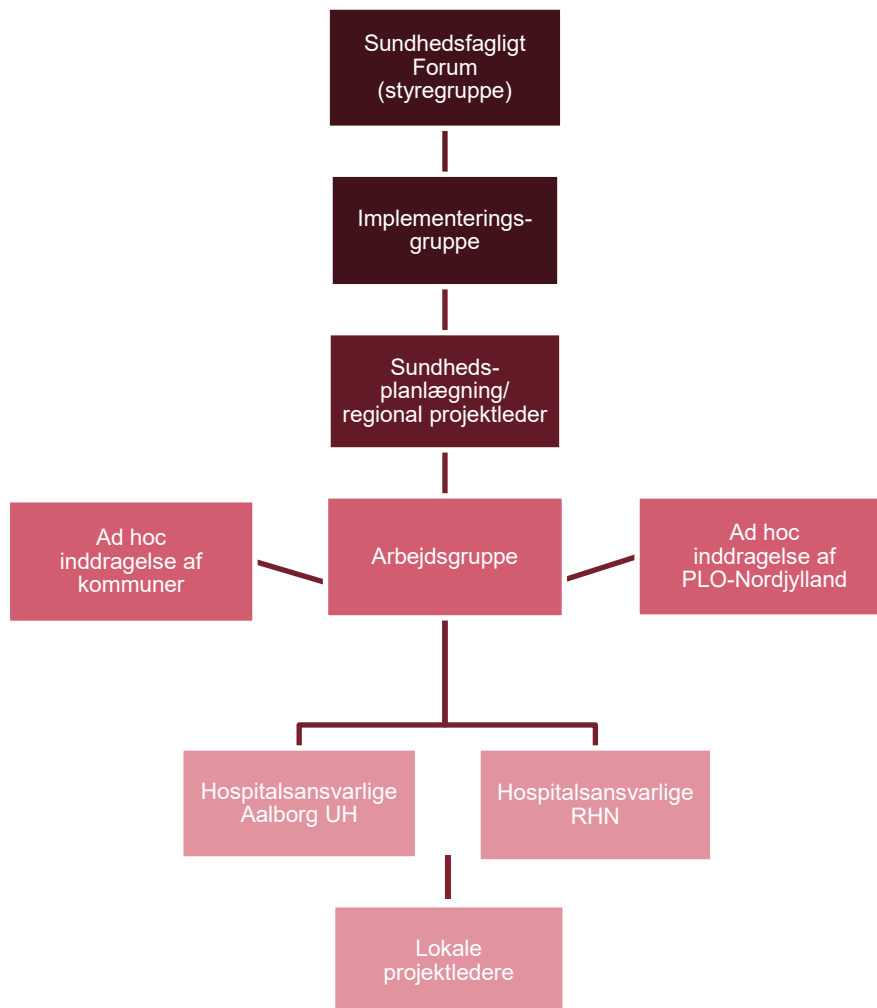 Sundhedsfagligt
Forum
(styregruppe)
Implementerings-
gruppe
Sundheds-
planlægning/
regional projektleder
Ad hoc
inddragelse af
kommuner
Arbejdsgruppe
Ad hoc
inddragelse af
PLO-Nordjylland
Hospitalsansvarlige
Aalborg UH
Hospitalsansvarlige
RHN
Lokale
projektledere